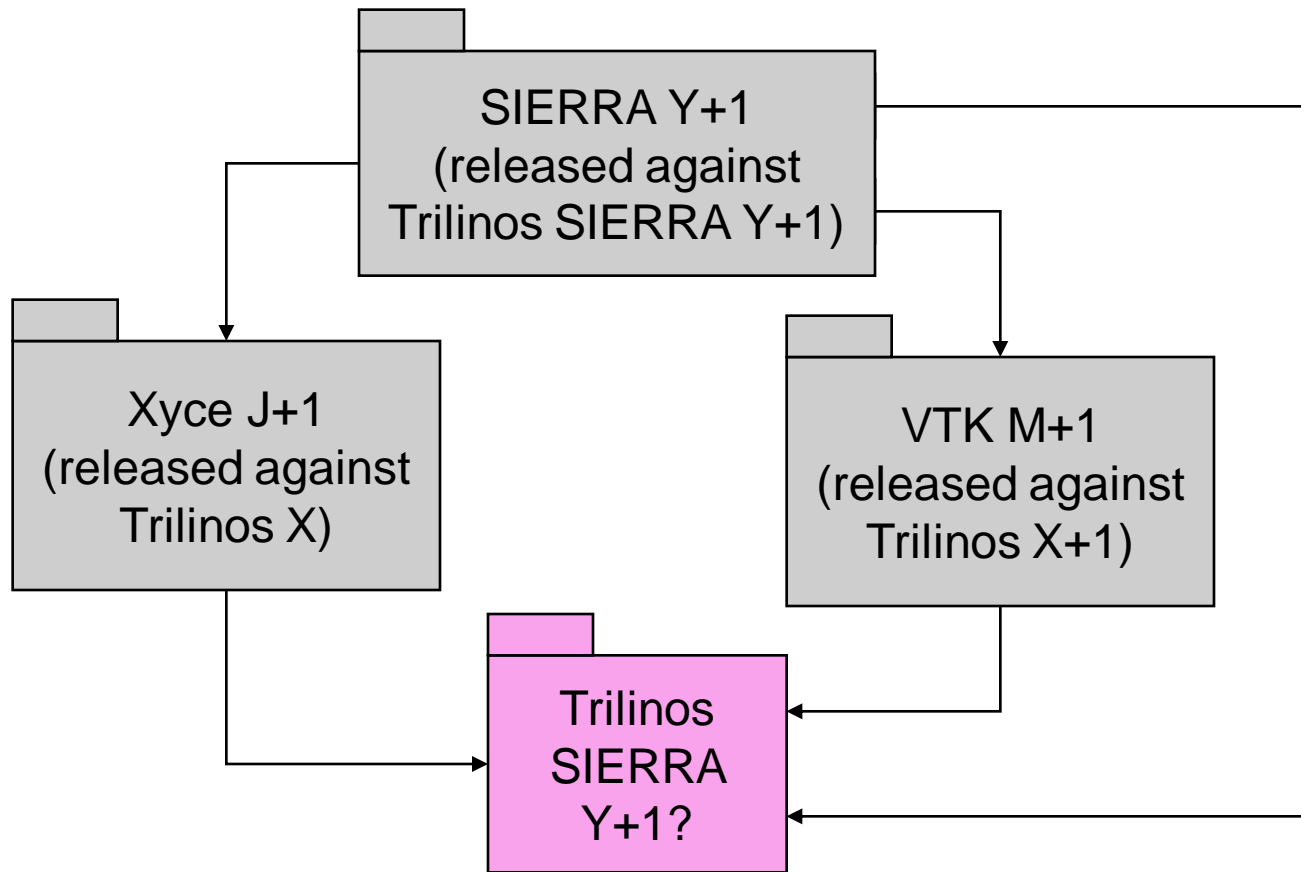 SIERRA Y+1
(released against
Trilinos SIERRA Y+1)
Xyce J+1
(released against
Trilinos X)
VTK M+1
(released against
Trilinos X+1)
Trilinos
SIERRA
Y+1?